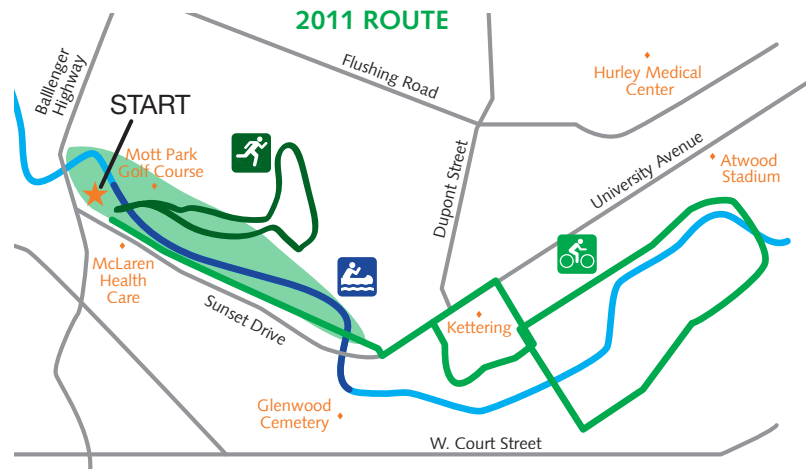 2011 ROUTE
Balllenger
Highway
START
Flushing Road
Hurley Medical
Center
Mott Park
Golf Course
Dupont Street
University Avenue
Atwood
Stadium
McLaren
Health
Care
Sunset Drive
Kettering
Glenwood
Cemetery
W. Court Street